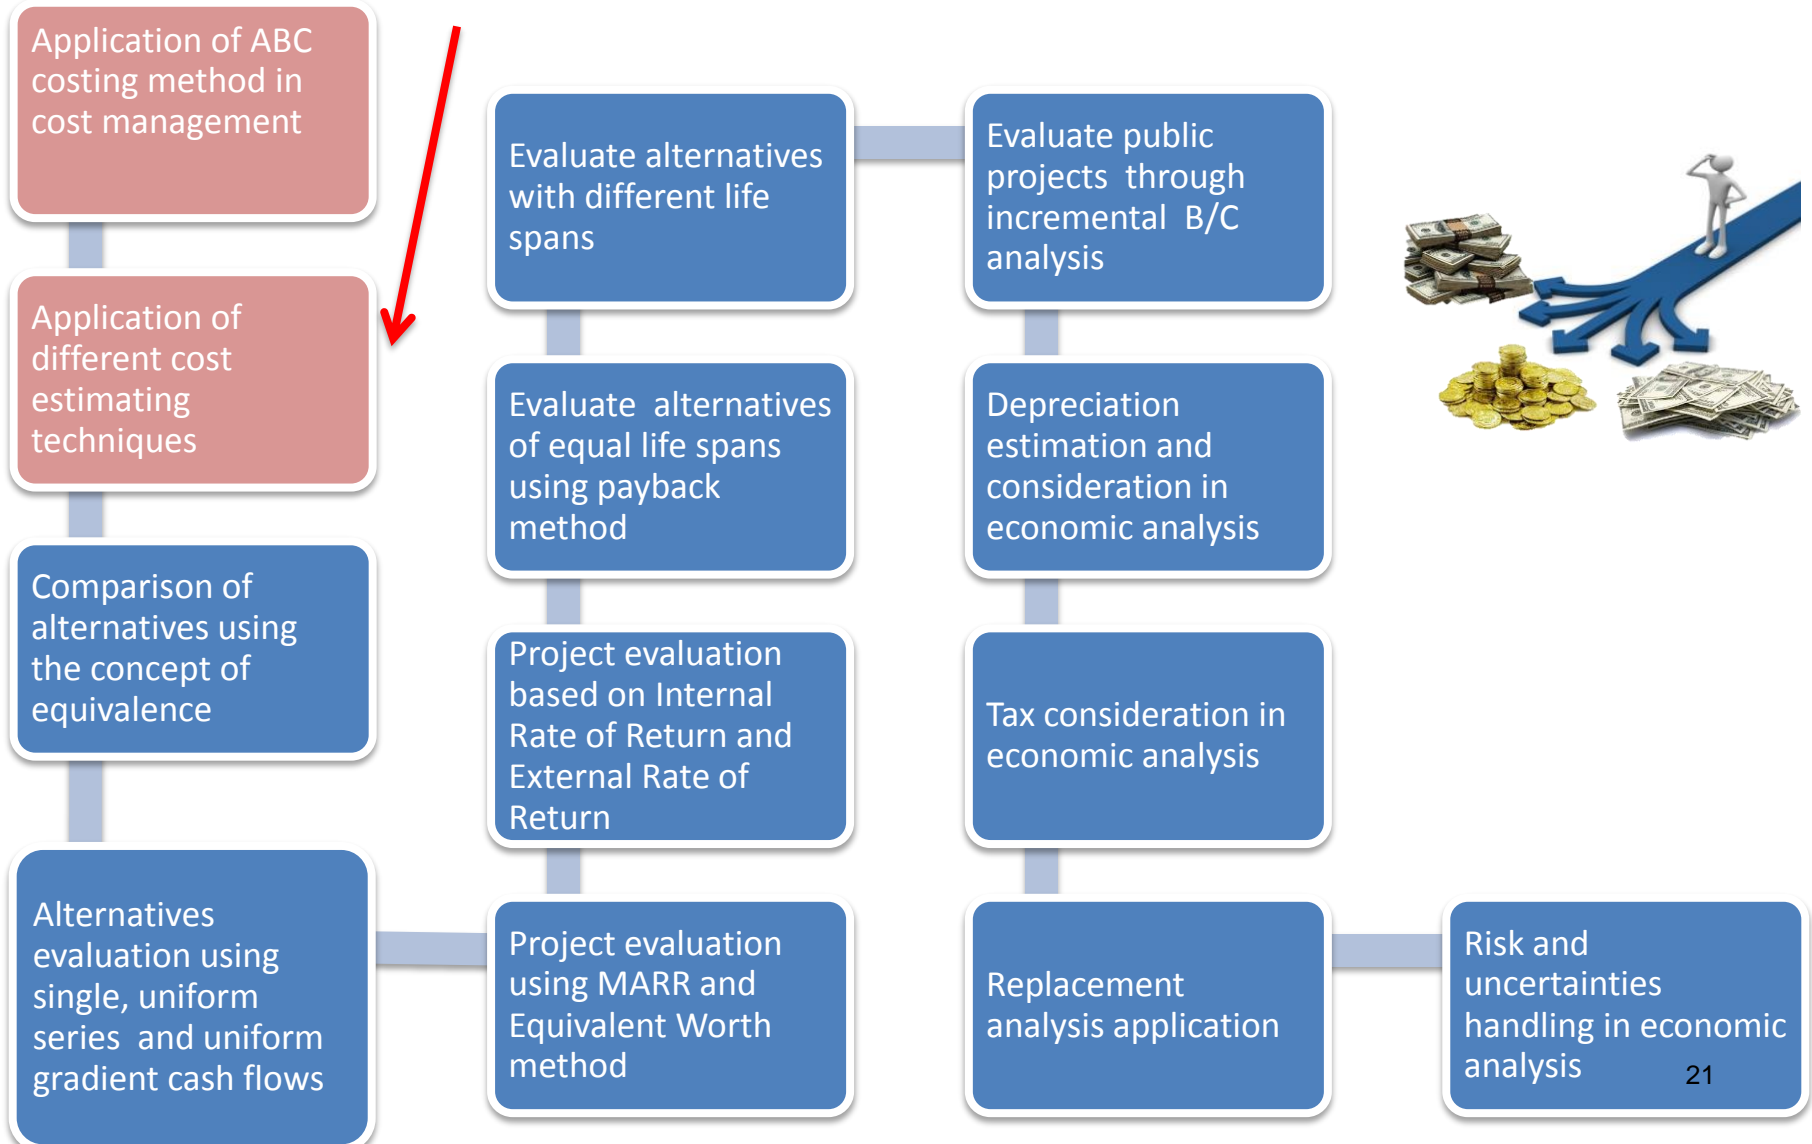 Application of ABC
costing method in
cost management
Application of
different cost
estimating
techniques
Comparison of
alternatives using
the concept of
equivalence
Alternatives
evaluation using
single, uniform
series and uniform
gradient cash flows
Project evaluation
using MARR and
Equivalent Worth
method
Project evaluation
based on Internal
Rate of Return and
External Rate of
Return
Evaluate alternatives
of equal life spans
using payback
method
Evaluate alternatives
with different life
spans
Evaluate public
projects through
incremental B/C
analysis
Depreciation
estimation and
consideration in
economic analysis
Tax consideration in
economic analysis
Replacement
analysis application
Risk and
uncertainties
handling in economic
analysis
21